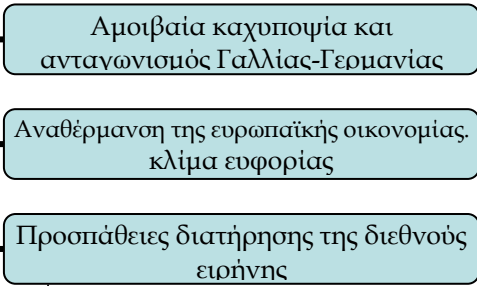 Αμοιβαία καχυποψία και
ανταγωνισμός Γαλλίας-Γερμανίας
Αναθέρμανση της ευρωπαϊκής οικονομίας.
κλίμα ευφορίας
Προσπάθειες διατήρησης της διεθνούς
ειρήνης